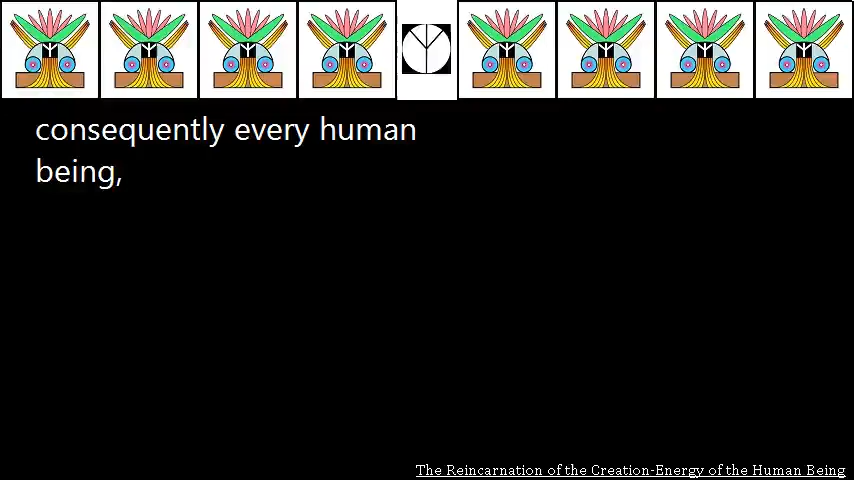 consequently every human
being,
The Reincarnation of the Creation-Energy of the Human Being